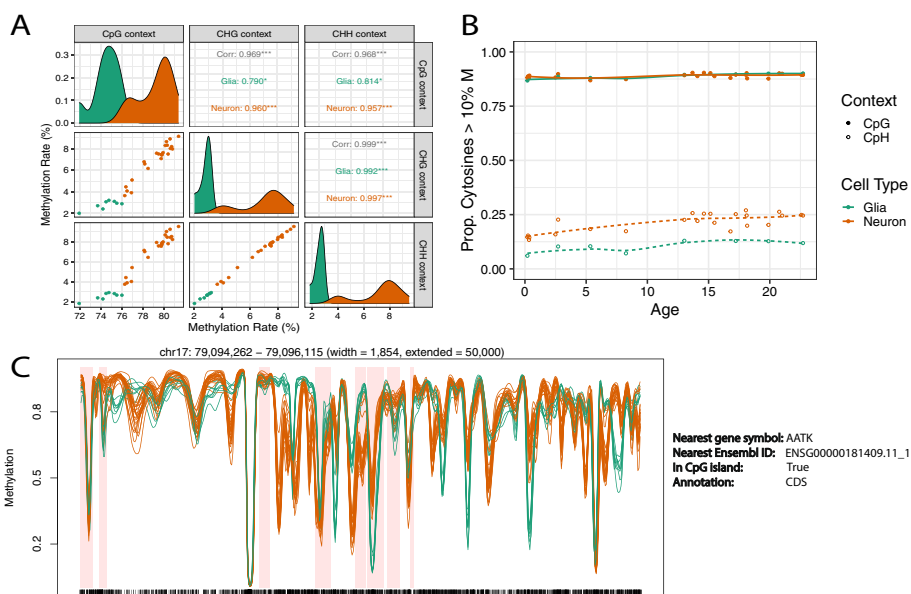 A
CpG context
CHG context
CHH context
Methylation Rate (%)
0.3
0.2
0.1
0.0
Corr: 0.969***
Glia: 0.790*
Neuron: 0.960***
Corr: 0.968***
Glia: 0.814*
Neuron: 0.957***
CpG context
8
6
4
2
Corr: 0.999***
Glia: 0.992***
Neuron: 0.997***
CHG context
8
6
4
2
CHH context
72 74 76 78 80
2 4 6 8
2 4 6 8
Methylation Rate (%)
B
Prop. Cytosines > 10% M
1.00
0.75
0.50
0.25
0.00
0 5 10 15 20
Age
Context
CpG
CpH
Cell Type
Glia
Neuron
C
chr17: 79,094,262 − 79,096,115 (width = 1,854, extended = 50,000)
Methylation
0.8
0.5
0.2
Nearest gene symbol: AATK
Nearest Ensembl ID: ENSG00000181409.11_1
In CpG island: True
Annotation: CDS